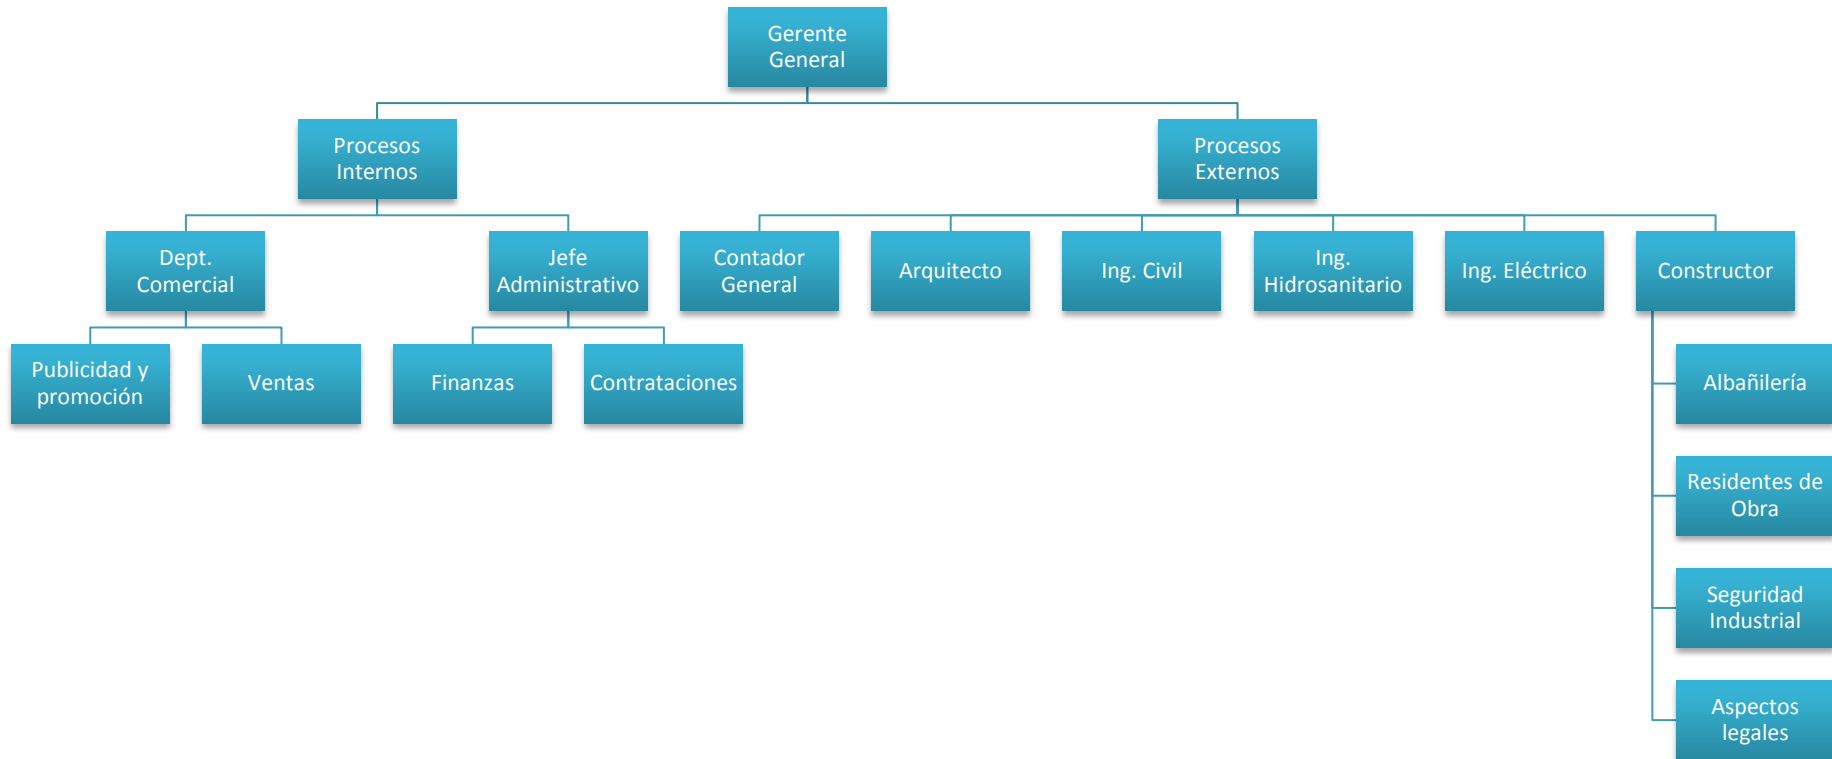 Gerente
General
Procesos
Internos
Procesos
Externos
Dept.
Comercial
Jefe
Administrativo
Contador
General
Arquitecto
Ing. Civil
Ing.
Hidrosanitario
Ing. Eléctrico
Constructor
Publicidad y
promoción
Ventas
Finanzas
Contrataciones
Albañilería
Residentes de
Obra
Seguridad
Industrial
Aspectos
legales